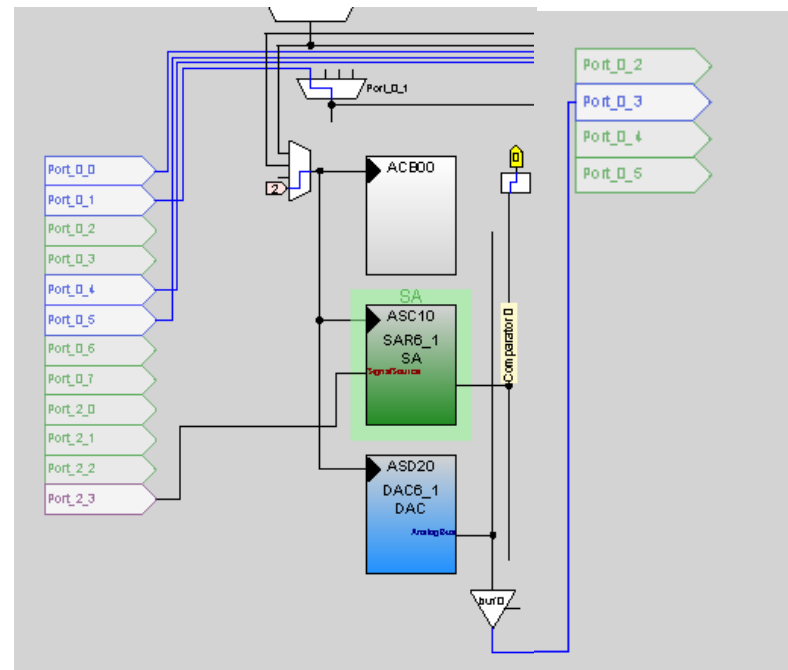 Port_0_1
Port_0_0
Port_0_1
Port_0_2
Port_0_3
Port_0_4
Port_0_5
Port_0_6
Port_0_7
Port_2_0
Port_2_1
Port_2_2
Port_2_3
2
ACB00
SA
ASC10
SAR6_1
SA
SignalSource
ASD20
DAC6_1
DAC
AnalogBus
0
Comparator 0
buf0
Port_0_2
Port_0_3
Port_0_4
Port_0_5